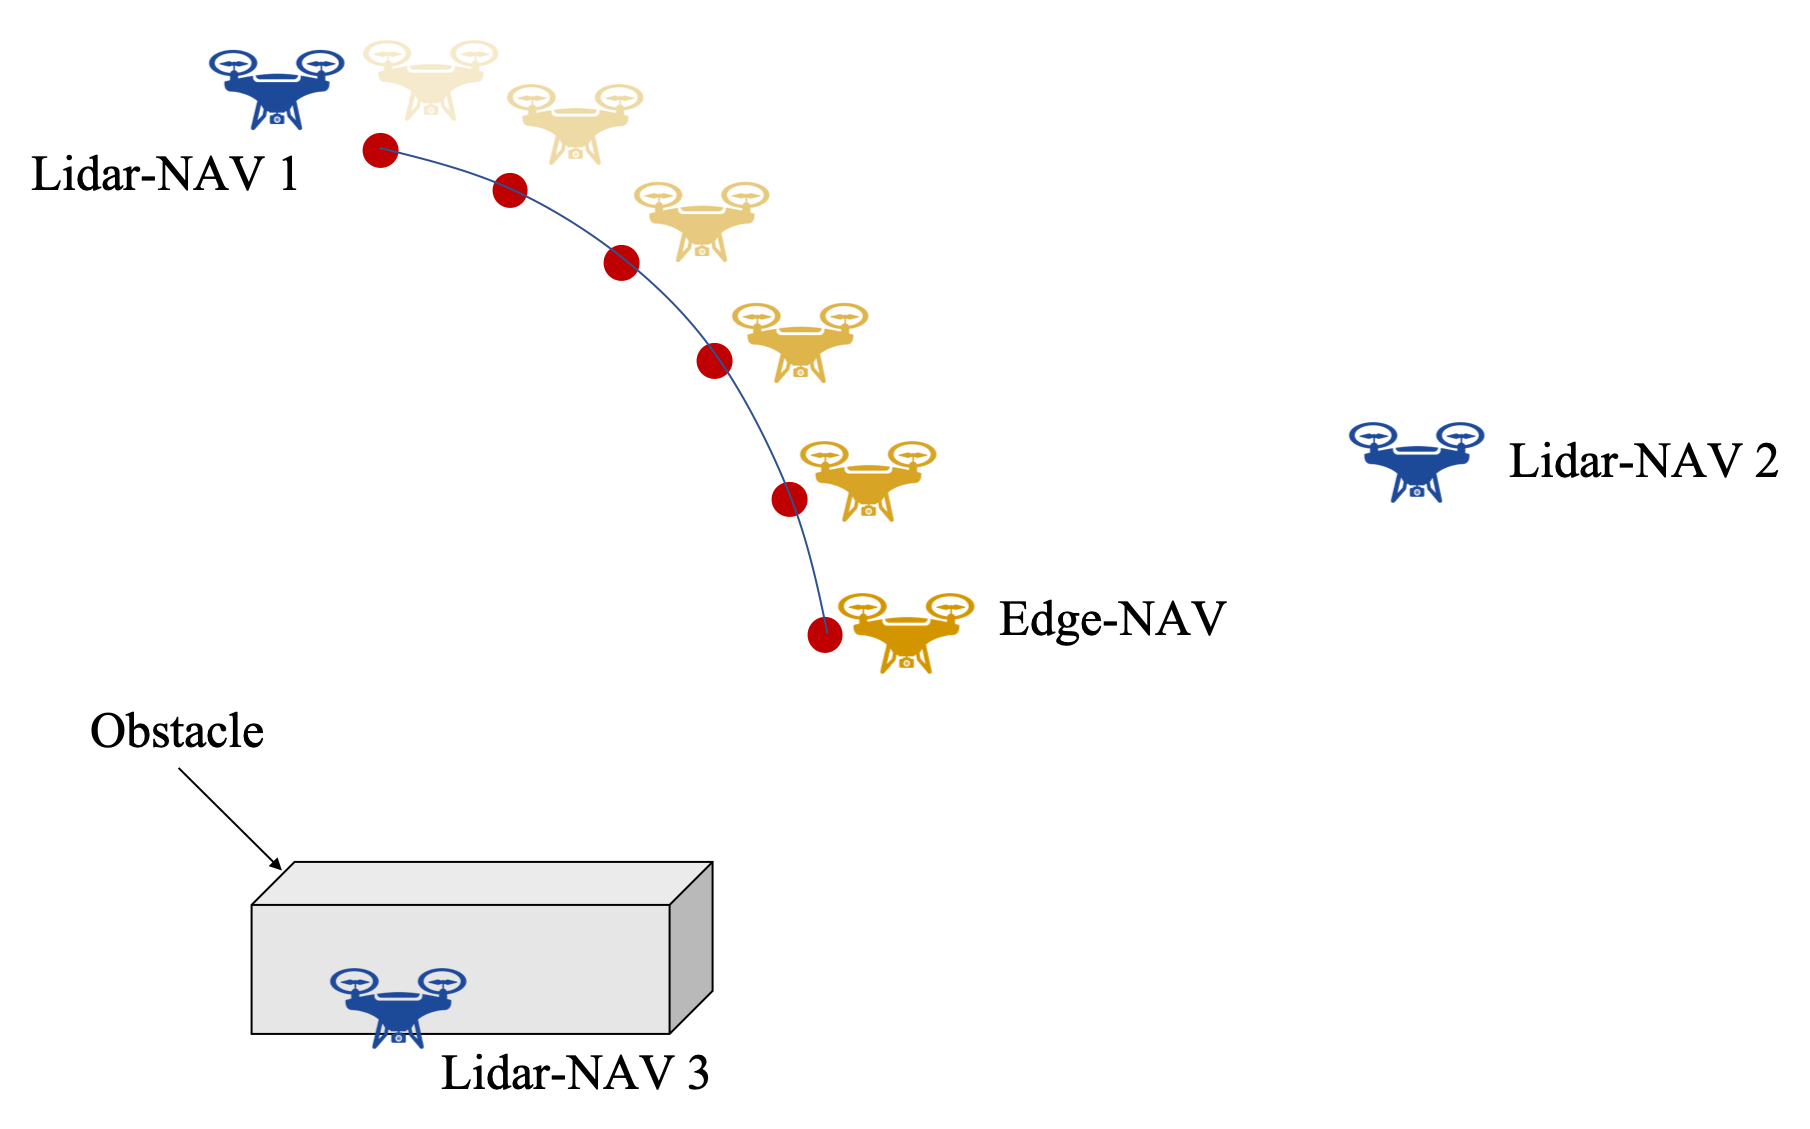 Lidar-NAV 1
Lidar-NAV 2
Edge-NAV
Obstacle
Lidar-NAV 3